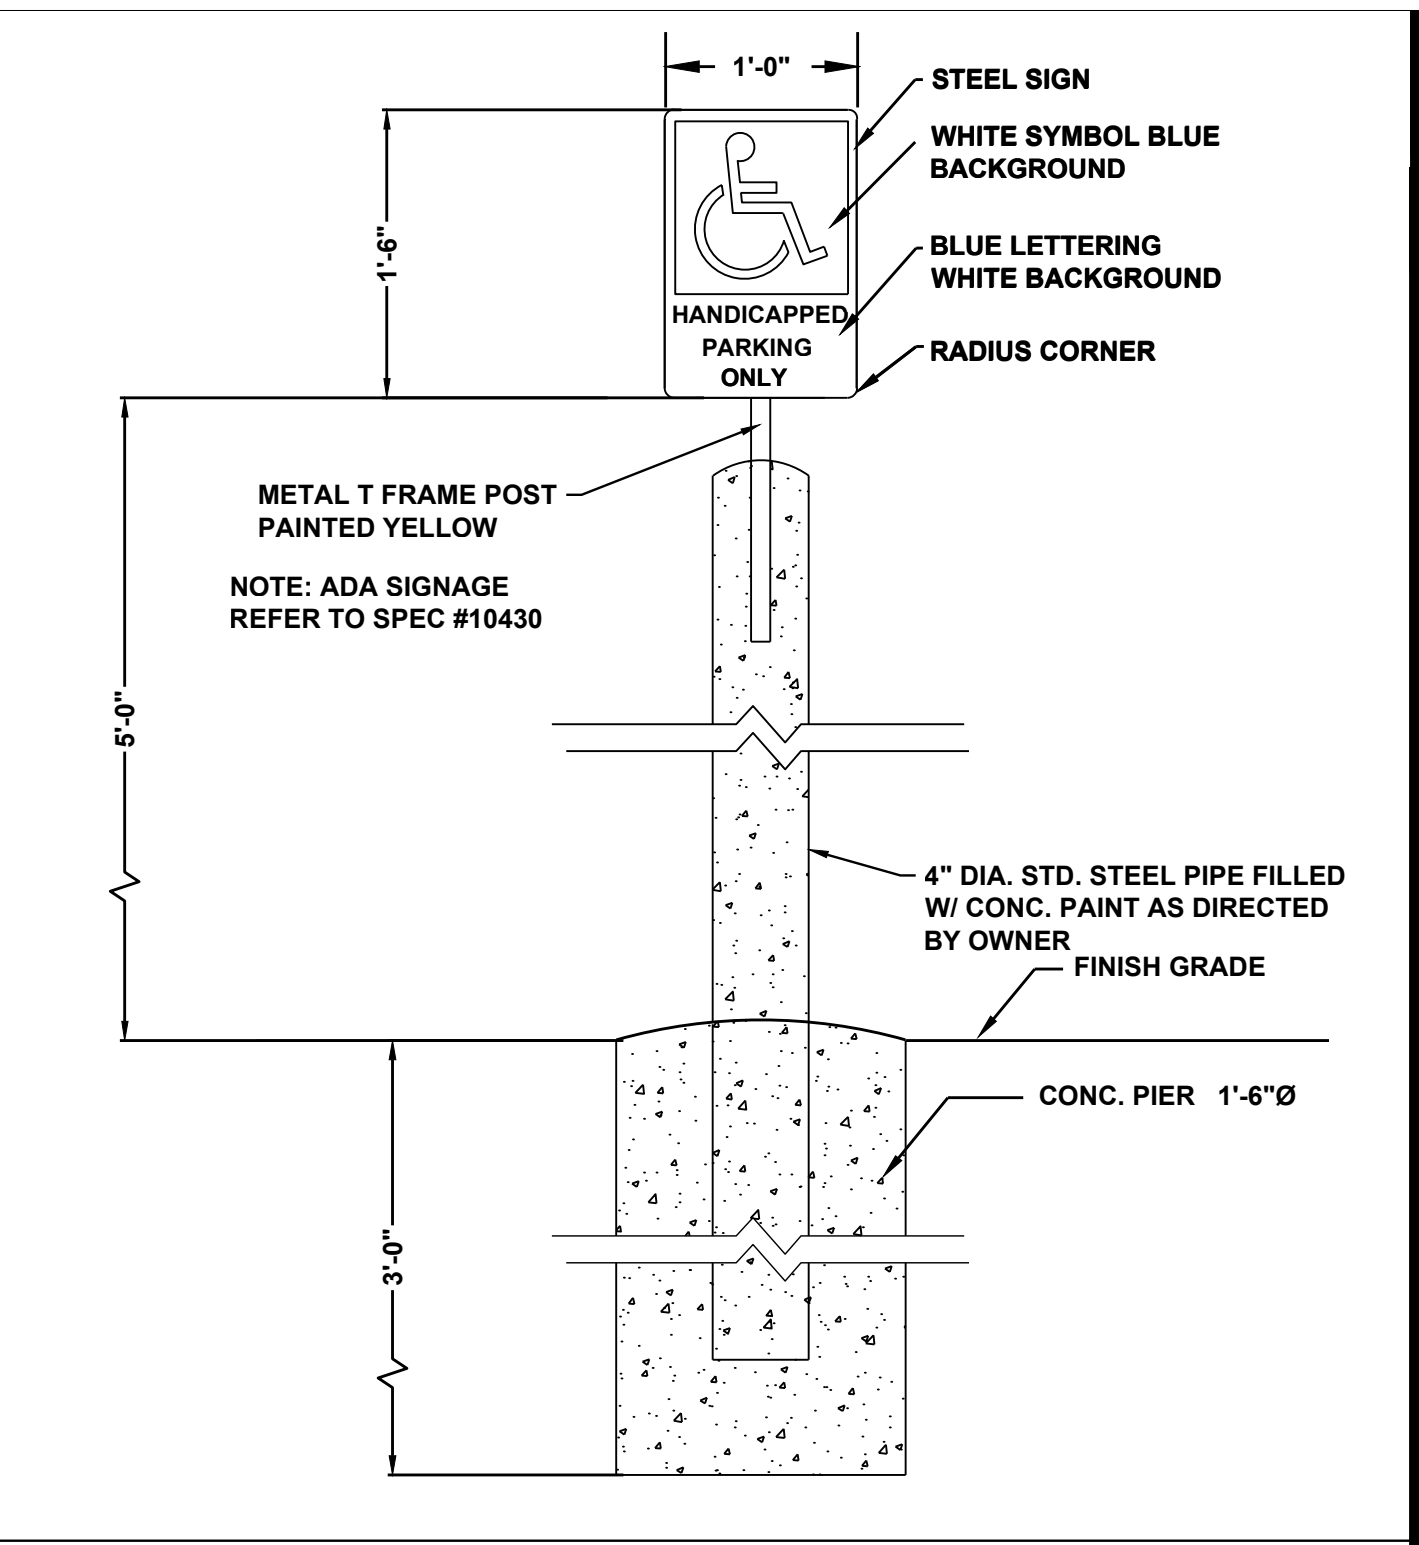 1'-0"
STEEL SIGN
WHITE SYMBOL BLUE
BACKGROUND
1'-6"
BLUE LETTERING
WHITE BACKGROUND
HANDICAPPED
PARKING
ONLY
RADIUS CORNER
METAL T FRAME POST
PAINTED YELLOW
NOTE: ADA SIGNAGE
REFER TO SPEC #10430
5'-0"
4" DIA. STD. STEEL PIPE FILLED
W/ CONC. PAINT AS DIRECTED
BY OWNER
FINISH GRADE
CONC. PIER 1'-6"Ø
3'-0"